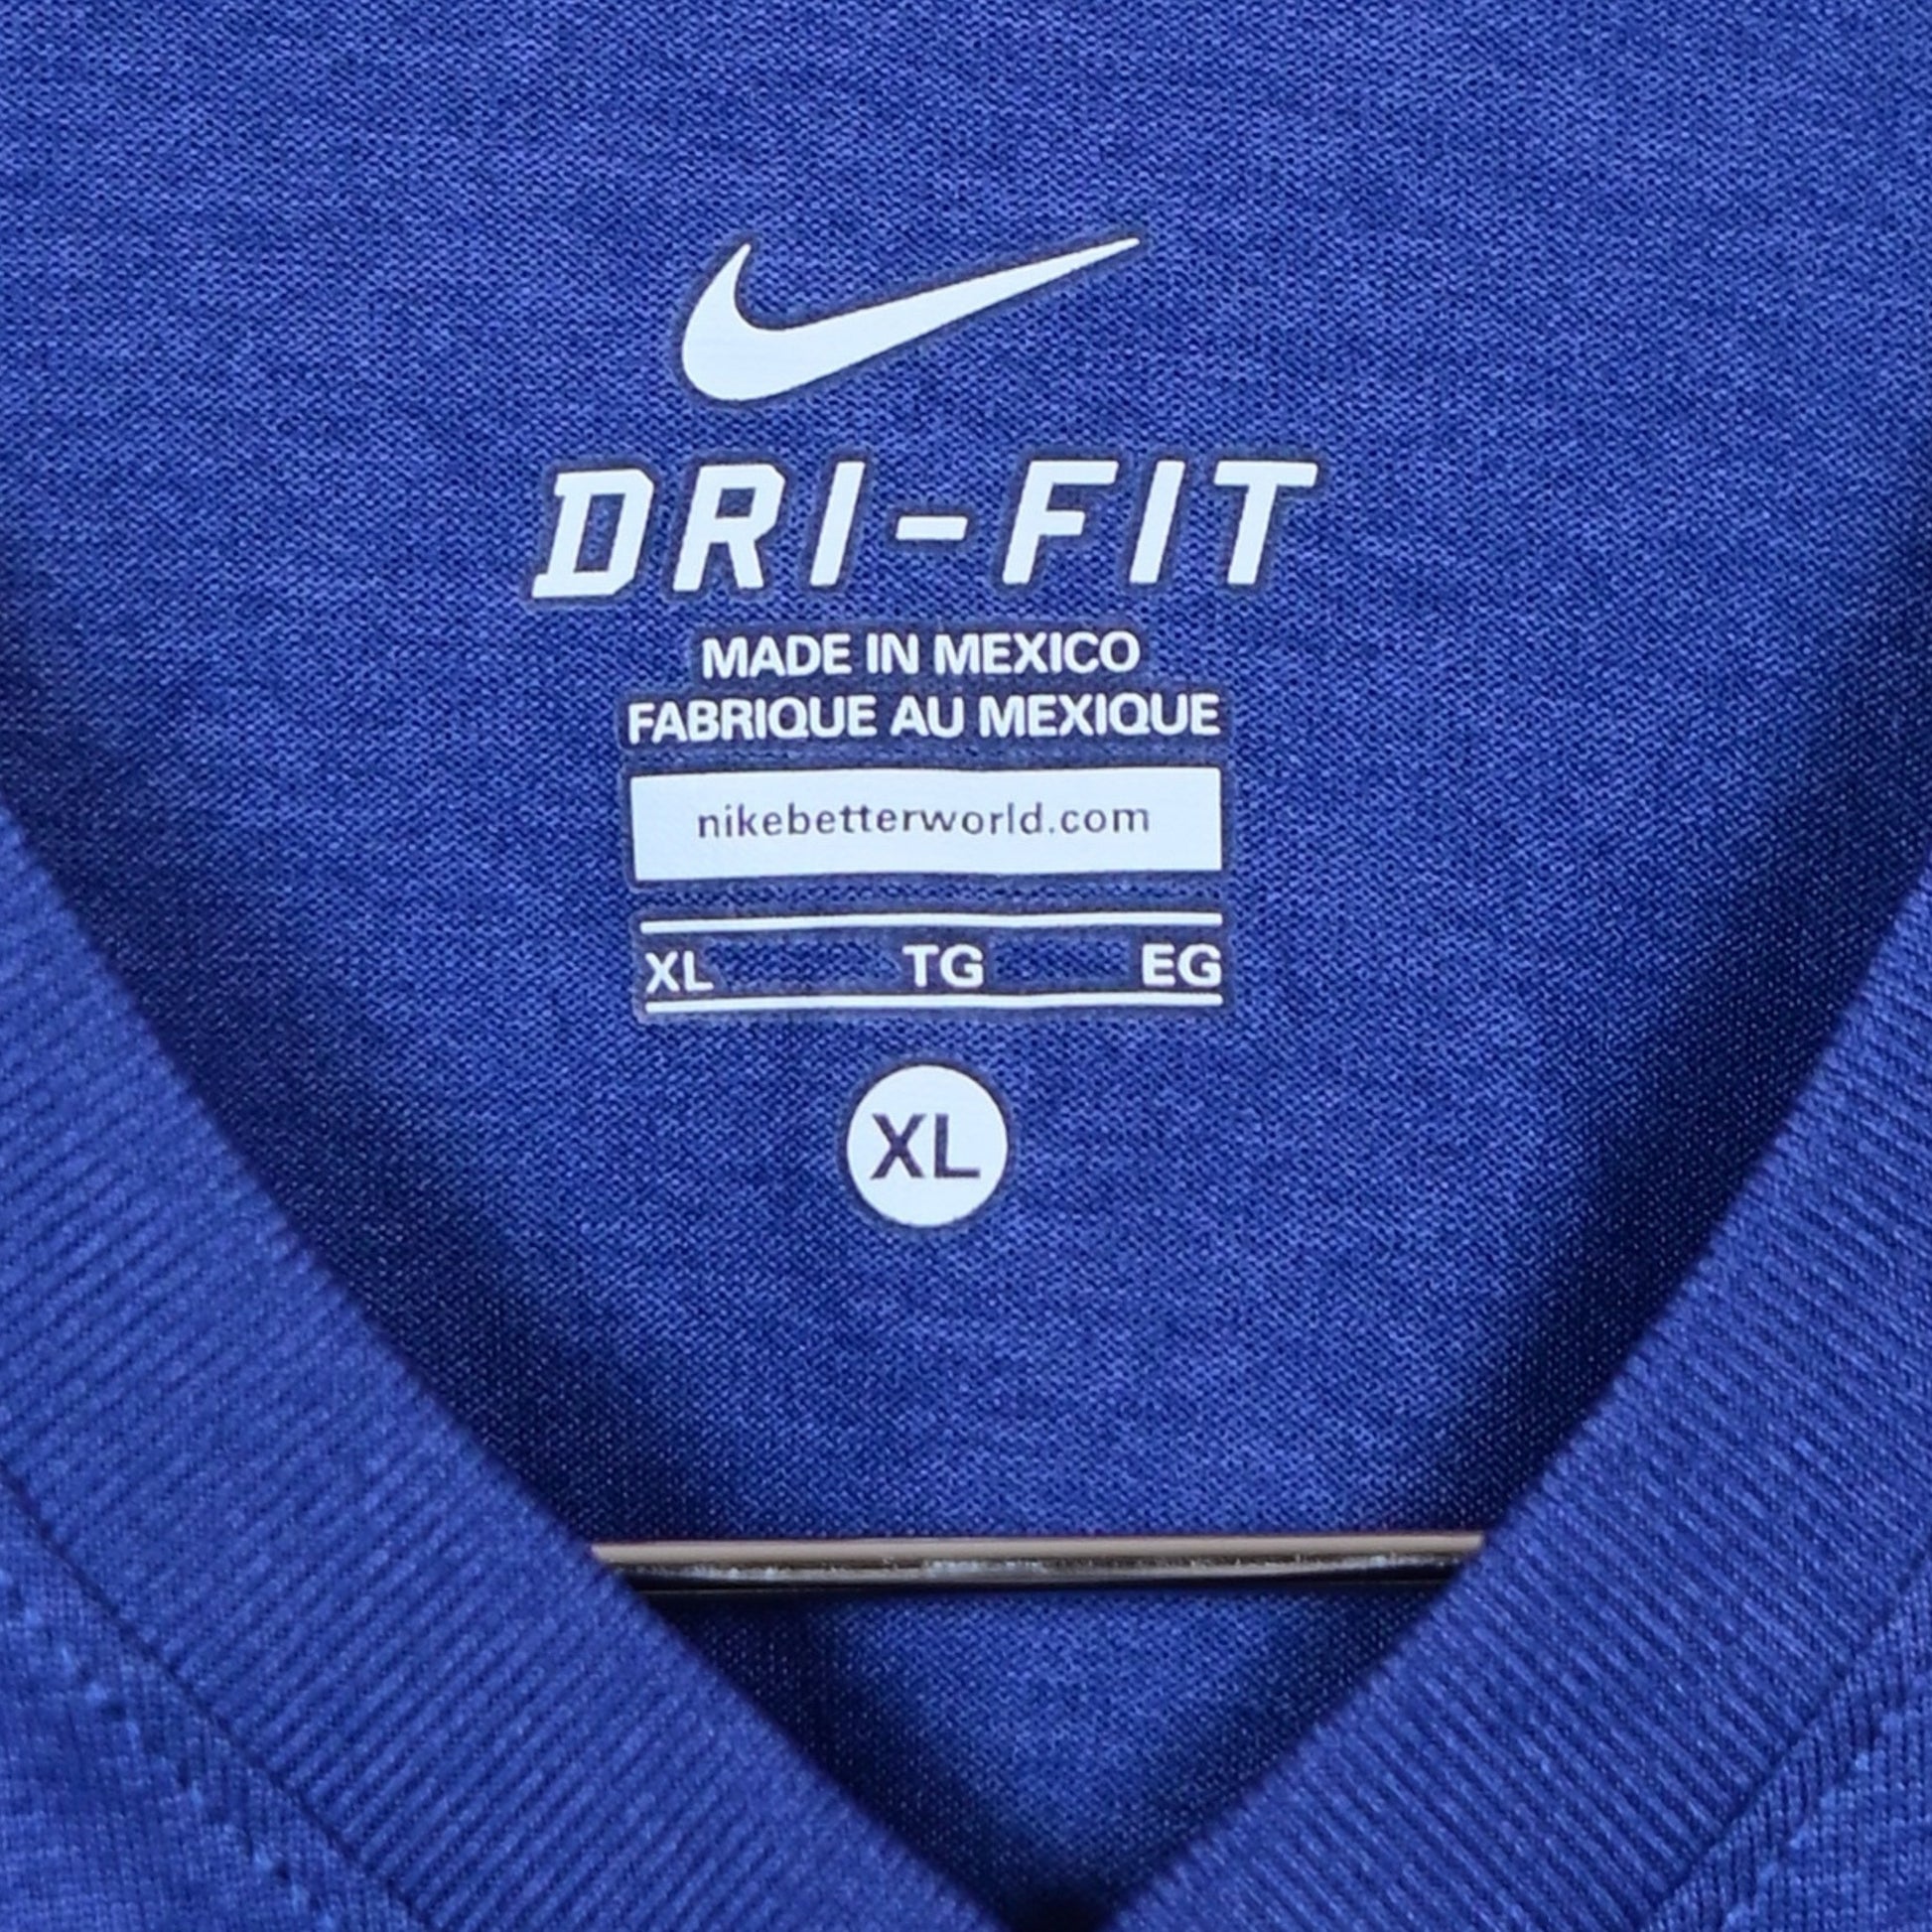 DRI-FIT
MADE IN MEXICO
FABRIQUE AU MEXIQUE
nikebetterworld.com
XL TG EG
XL